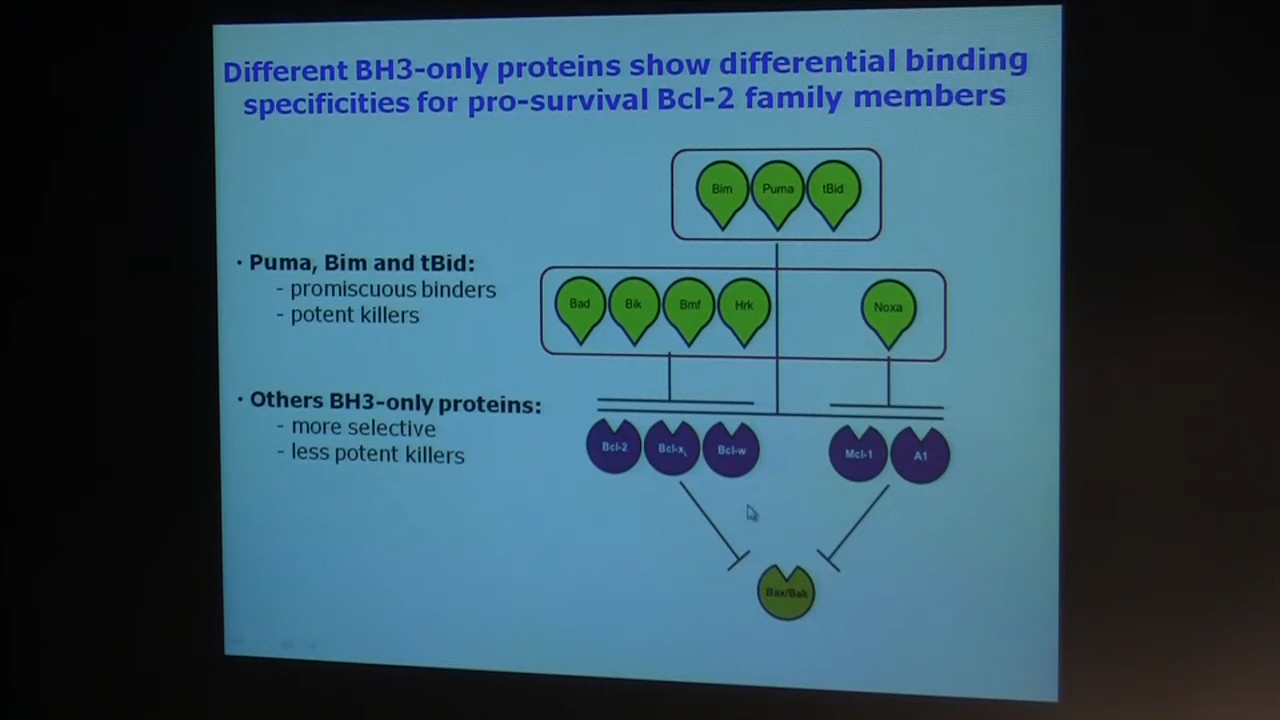 Different BH3-only proteins show differential binding
specificities for pro-survival Bcl-2 family members
Bim Puma tBid
· Puma, Bim and tBid:
- promiscuous binders
- potent killers
Bad Bik Bmf Hrk Noxa
· Others BH3-only proteins:
- more selective
- less potent killers
Bcl-2 Bcl-xL Bcl-w Mcl-1 A1
Bax/Bak